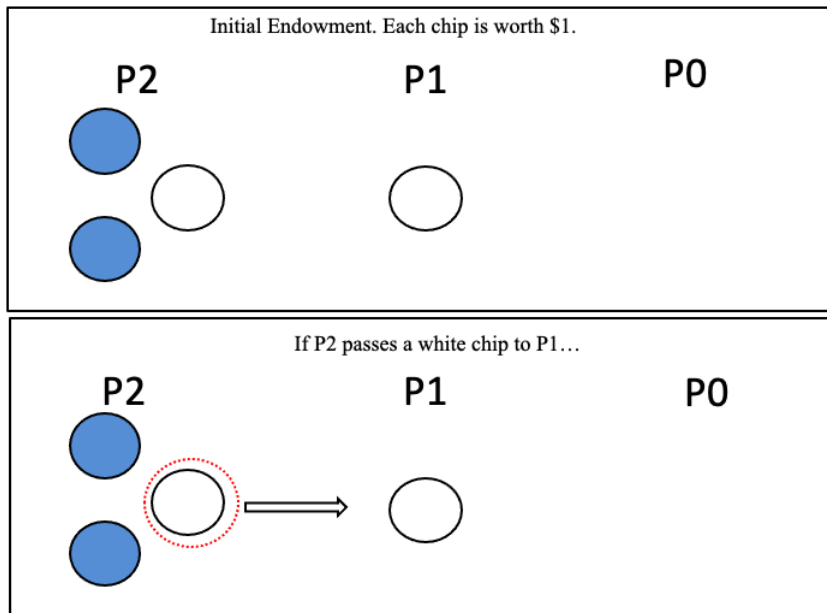 Initial Endowment. Each chip is worth $1.
P2 P1 P0
If P2 passes a white chip to P1…
P2 P1 P0